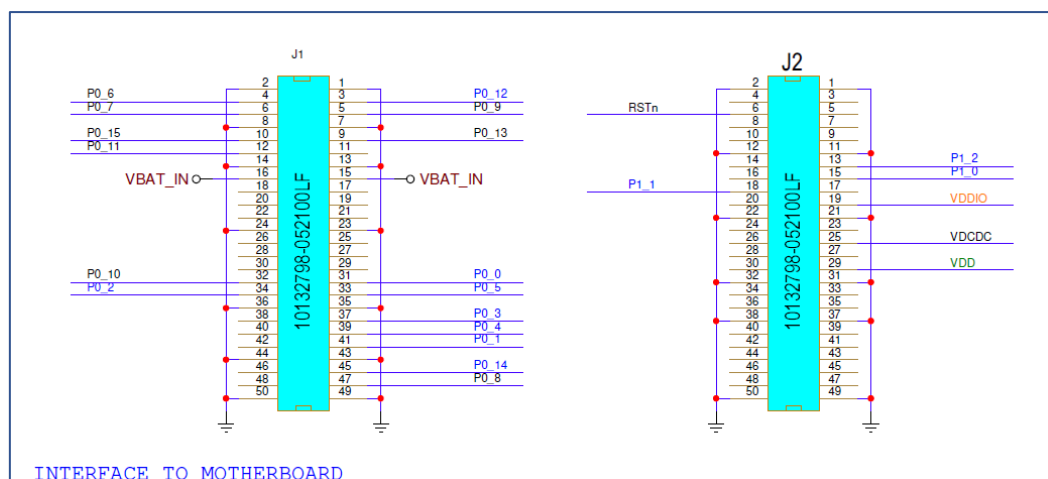 J1
J2
2 1
P0_6 4 3 P0_12
P0_7 6 5 P0_9
8 7
P0_15 10 9 P0_13
P0_11 12 11
14 13
VBAT_IN 16 15 VBAT_IN
18 17
20 19
22 21
24 23
26 25
28 27
30 29
P0_10 32 31 P0_0
P0_2 34 33 P0_5
36 35
38 37 P0_3
40 39 P0_4
42 41 P0_1
44 43
46 45 P0_14
48 47 P0_8
50 49
10132798-052100LF
2 1
4 3
RSTn 6 5
8 7
10 9
12 11
14 13 P1_2
16 15 P1_0
P1_1 18 17
20 19 VDDIO
22 21
24 23
26 25 VDCDC
28 27
30 29 VDD
32 31
34 33
36 35
38 37
40 39
42 41
44 43
46 45
48 47
50 49
10132798-052100LF
INTERFACE TO MOTHERBOARD